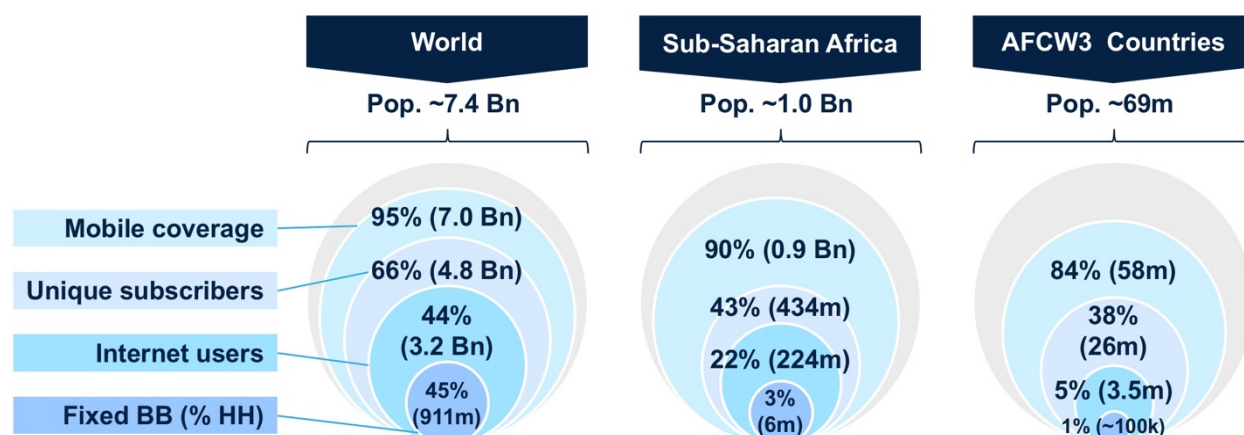 World
Sub-Saharan Africa
AFCW3 Countries
Pop. ~7.4 Bn
Pop. ~1.0 Bn
Pop. ~69m
Mobile coverage
Unique subscribers
Internet users
Fixed BB (% HH)
95% (7.0 Bn)
66% (4.8 Bn)
44%
(3.2 Bn)
45%
(911m)
90% (0.9 Bn)
43% (434m)
22% (224m)
3%
(6m)
84% (58m)
38%
(26m)
5% (3.5m)
1% (~100k)